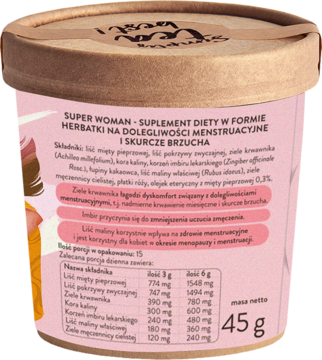 simply
tea
best!
SUPER WOMAN - SUPLEMENT DIETY W FORMIE
HERBATKI NA DOLEGLIWOŚCI MENSTRUACYJNE
I SKURCZE BRZUCHA
Składniki: liść mięty pieprzowej, liść pokrzywy zwyczajnej, ziele krwawnika
(Achillea millefolium), kora kaliny, korzeń imbiru lekarskiego (Zingiber officinale
Rosc.), łupiny kakaowca, liść maliny właściwej (Rubus idaeus), ziele
męczennicy cielistej, płatki róży, olejek eteryczny z mięty pieprzowej 0,3%.
Ziele krwawnika łagodzi dyskomfort związany z dolegliwościami
menstruacyjnymi, t.j. nadmierne krwawienie miesięczne i skurcze brzucha.
Imbir przyczynia się do zmniejszenia uczucia zmęczenia.
Liść maliny korzystnie wpływa na zdrowie menstruacyjne
i jest korzystny dla kobiet w okresie menopauzy i menstruacji.
Ilość porcji w opakowaniu: 15
Zalecana porcja dzienna zawiera:
Nazwa składnika ilość 3 g ilość 6 g
Liść mięty pieprzowej 774 mg 1548 mg
Liść pokrzywy zwyczajnej 747 mg 1494 mg
Ziele krwawnika 390 mg 780 mg
Kora kaliny 300 mg 600 mg
Korzeń imbiru lekarskiego 240 mg 480 mg
Liść maliny właściwej 180 mg 360 mg
Ziele męczennicy cielistej 120 mg 240 mg
masa netto
45 g